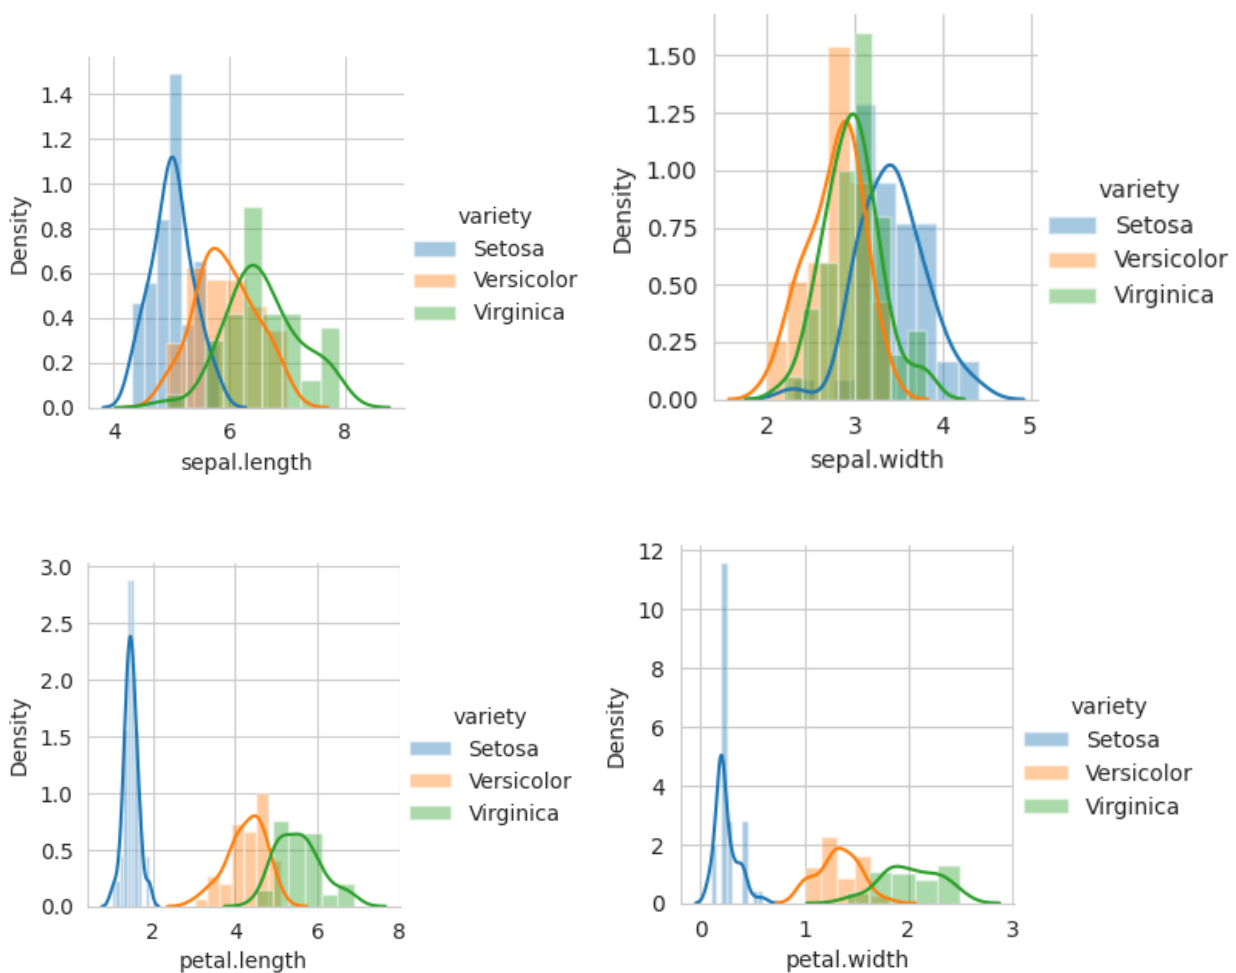 1.4
1.2
1.0
0.8
0.6
0.4
0.2
0.0
Density
4 6 8
sepal.length
variety
Setosa
Versicolor
Virginica
1.50
1.25
1.00
0.75
0.50
0.25
0.00
Density
2 3 4 5
sepal.width
variety
Setosa
Versicolor
Virginica
3.0
2.5
2.0
1.5
1.0
0.5
0.0
Density
2 4 6 8
petal.length
variety
Setosa
Versicolor
Virginica
12
10
8
6
4
2
0
Density
0 1 2 3
petal.width
variety
Setosa
Versicolor
Virginica